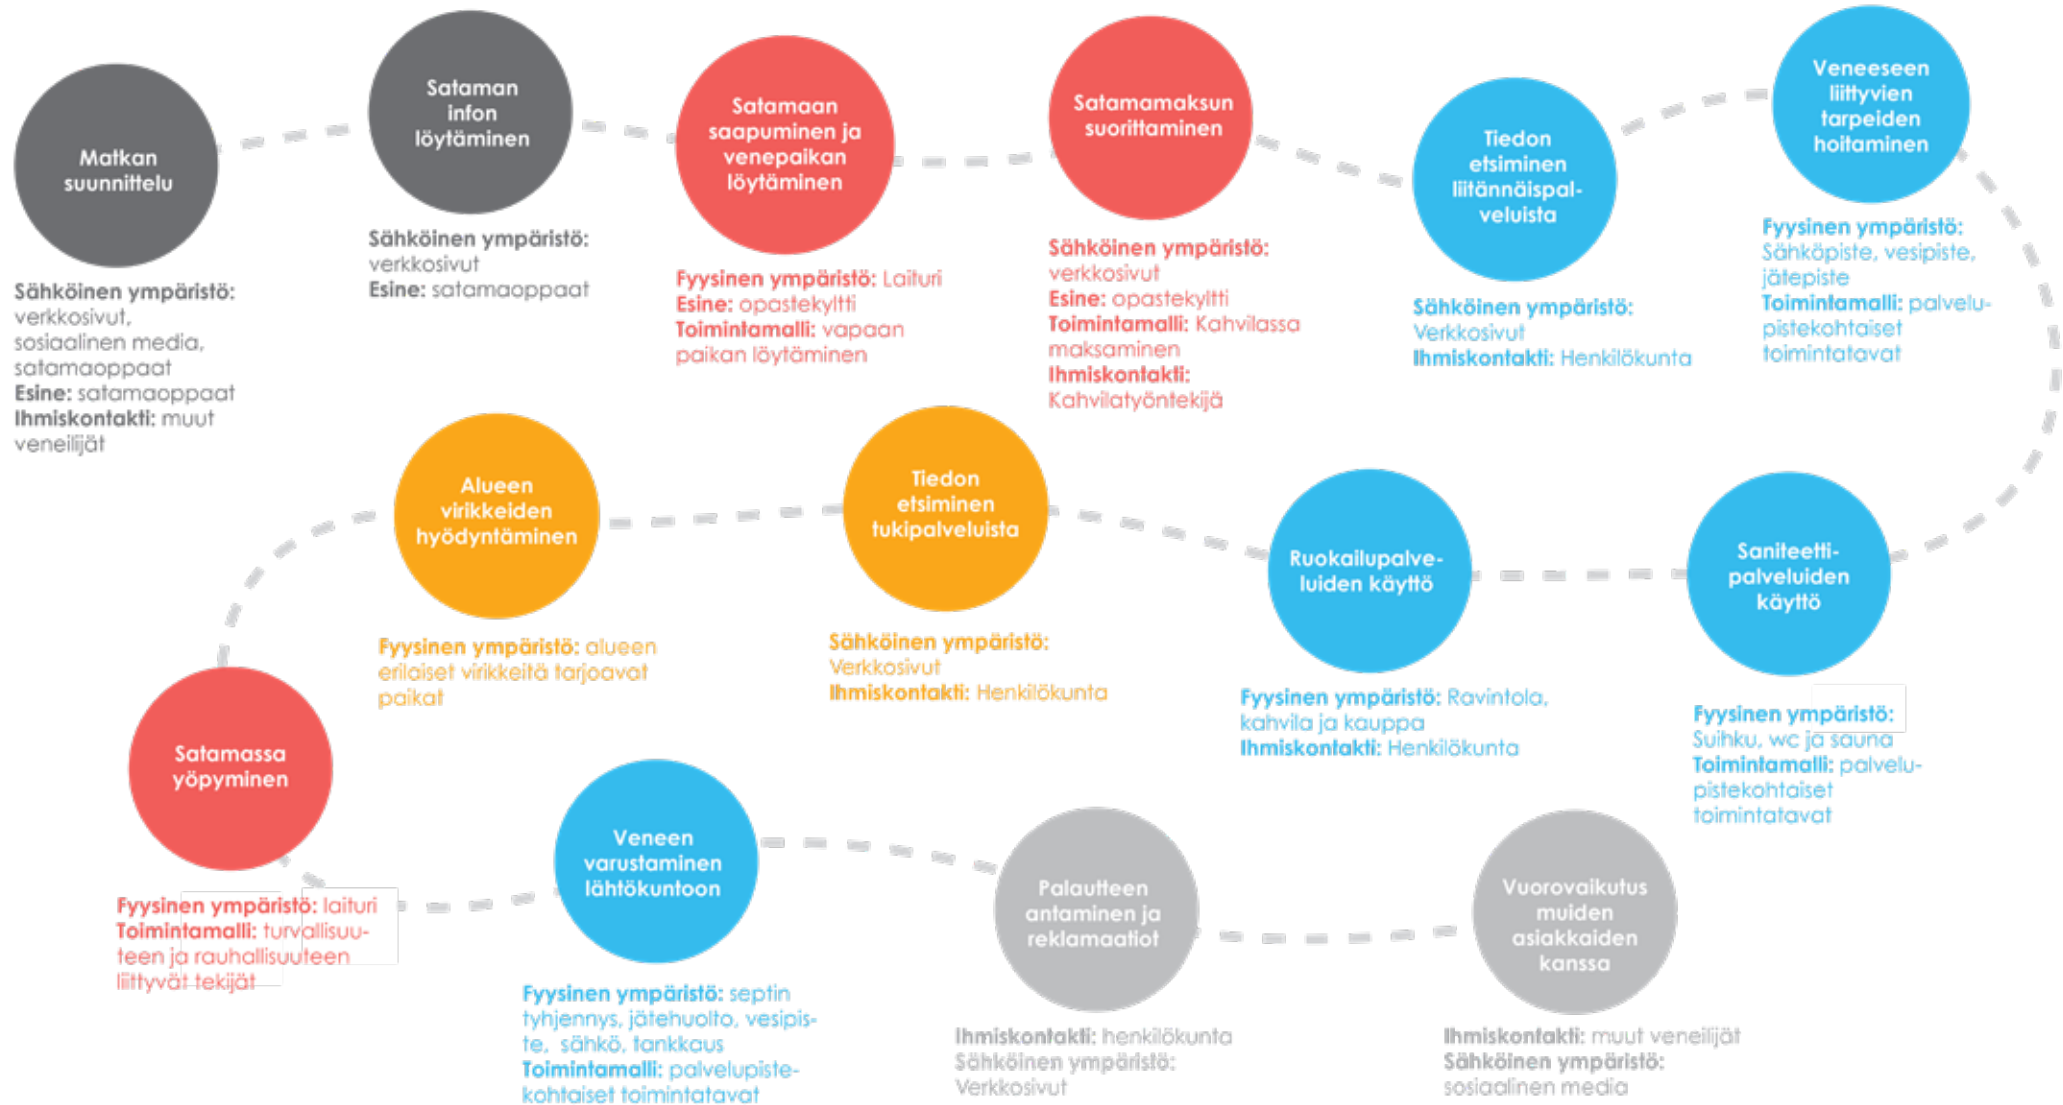 Matkan
suunnittelu
Sähköinen ympäristö:
verkkosivut,
sosiaalinen media,
satamaoppaat
Esine: satamaoppaat
Ihmiskontakti: muut
veneilijät
Sataman
infon
löytäminen
Sähköinen ympäristö:
verkkosivut
Esine: satamaoppaat
Satamaan
saapuminen ja
venepaikan
löytäminen
Fyysinen ympäristö: Laituri
Esine: opastekyltti
Toimintamalli: vapaan
paikan löytäminen
Satamamaksun
suorittaminen
Sähköinen ympäristö:
verkkosivut
Esine: opastekyltti
Toimintamalli: Kahvilassa
maksaminen
Ihmiskontakti:
Kahvilatyöntekijä
Tiedon
etsiminen
liitännäispal-
veluista
Sähköinen ympäristö:
Verkkosivut
Ihmiskontakti: Henkilökunta
Veneeseen
liittyvien
tarpeiden
hoitaminen
Fyysinen ympäristö:
Sähköpiste, vesipiste,
jätepiste
Toimintamalli: palvelu-
pistekohtaiset
toimintatavat
Saniteetti-
palveluiden
käyttö
Fyysinen ympäristö:
Suihku, wc ja sauna
Toimintamalli: palvelu-
pistekohtaiset
toimintatavat
Ruokailupalve-
luiden käyttö
Fyysinen ympäristö: Ravintola,
kahvila ja kauppa
Ihmiskontakti: Henkilökunta
Tiedon
etsiminen
tukipalveluista
Sähköinen ympäristö:
Verkkosivut
Ihmiskontakti: Henkilökunta
Alueen
virikkeiden
hyödyntäminen
Fyysinen ympäristö: alueen
erilaiset virikkeitä tarjoavat
paikat
Satamassa
yöpyminen
Fyysinen ympäristö: laituri
Toimintamalli: turvallisuu-
teen ja rauhallisuuteen
liittyvät tekijät
Veneen
varustaminen
lähtökuntoon
Fyysinen ympäristö: septin
tyhjennys, jätehuolto, vesipis-
te, sähkö, tankkaus
Toimintamalli: palvelupiste-
kohtaiset toimintatavat
Palautteen
antaminen ja
reklamaatiot
Ihmiskontakti: henkilökunta
Sähköinen ympäristö:
Verkkosivut
Vuorovaikutus
muiden
asiakkaiden
kanssa
Ihmiskontakti: muut veneilijät
Sähköinen ympäristö:
sosiaalinen media